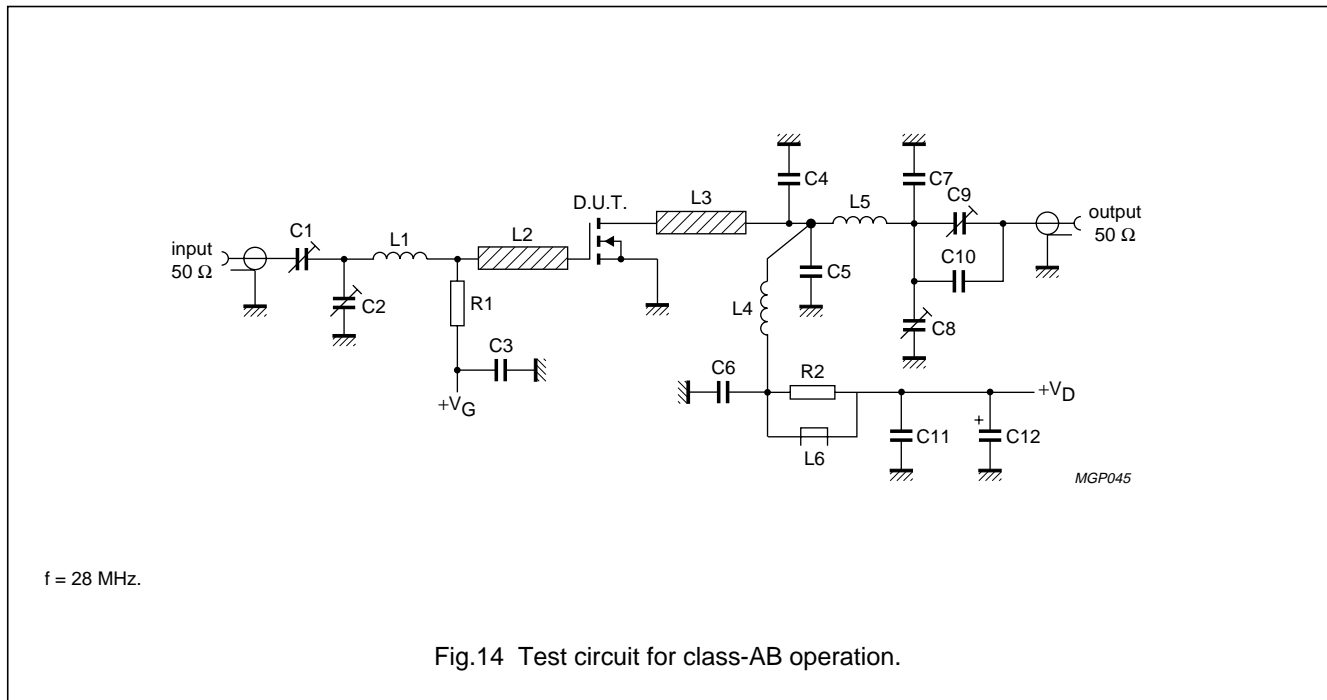 C4
C7
L3
D.U.T.
L5
C9
output
50 Ω
C1
L1
L2
input
50 Ω
C10
C5
R1
C2
L4
C8
C3
C6
R2
+VD
+VG
C11
+
C12
L6
MGP045
f = 28 MHz.
Fig.14 Test circuit for class-AB operation.